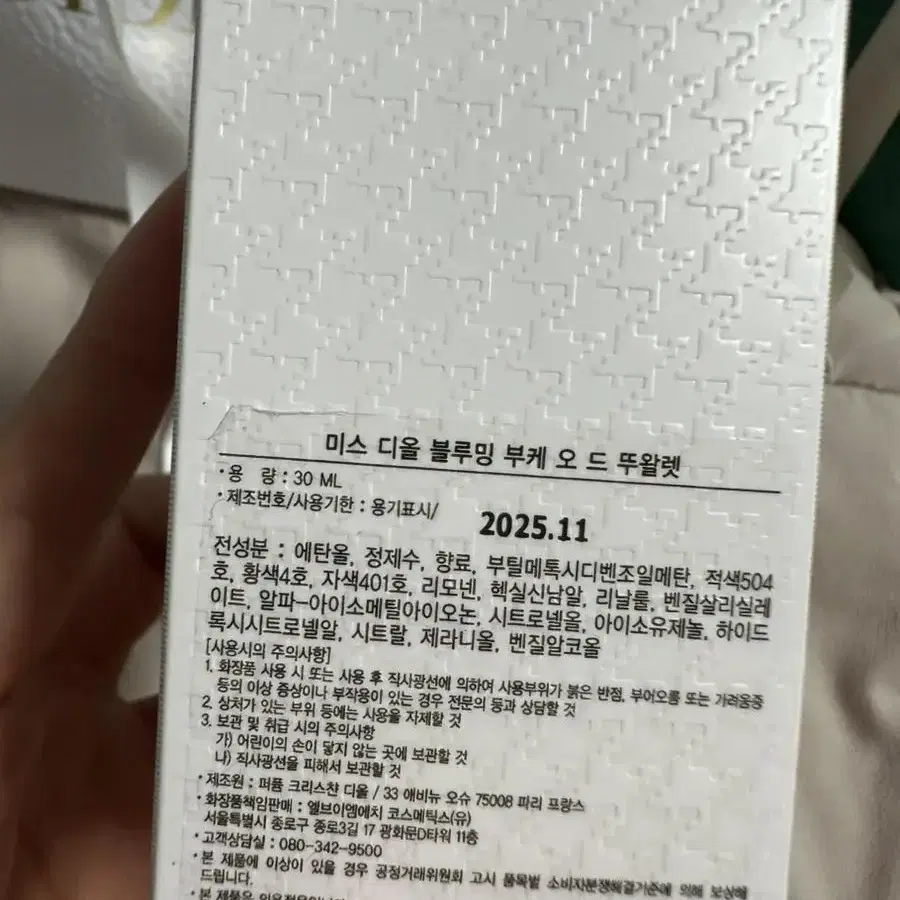 미스 디올 블루밍 부케 오 드 뚜왈렛
·용 량 : 30 ML
·제조번호/사용기한 : 용기표시/
2025.11
전성분 : 에탄올, 정제수, 향료, 부틸메톡시디벤조일메탄, 적색504
호, 황색4호, 자색401호, 리모넨, 헥실신남알, 리날룰, 벤질살리실레
이트, 알파-아이소메틸아이오논, 시트로넬올, 아이소유제놀, 하이드
록시시트로넬알, 시트랄, 제라니올, 벤질알코올
[사용시의 주의사항]
1. 화장품 사용 시 또는 사용 후 직사광선에 의하여 사용부위가 붉은 반점, 부어오름 또는 가려움증
등의 이상 증상이나 부작용이 있는 경우 전문의 등과 상담할 것
2. 상처가 있는 부위 등에는 사용을 자제할 것
3. 보관 및 취급 시의 주의사항
가) 어린이의 손이 닿지 않는 곳에 보관할 것
나) 직사광선을 피해서 보관할 것
·제조원 : 퍼퓸 크리스챤 디올 / 33 애비뉴 오슈 75008 파리 프랑스
·화장품책임판매 : 엘브이엠에치 코스메틱스(유)
서울특별시 종로구 종로3길 17 광화문D타워 11층
·고객상담실 : 080-342-9500
·본 제품에 이상이 있을 경우 공정거래위원회 고시 품목별 소비자분쟁해결기준에 의해 보상해
드립니다.
·본 제품은